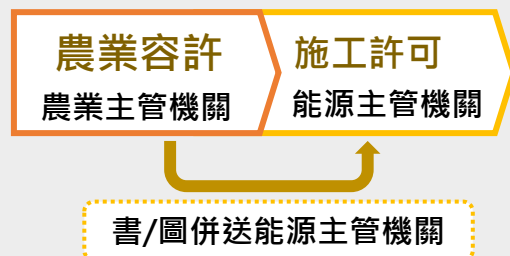 農業容許
農業主管機關
施工許可
能源主管機關
書/圖併送能源主管機關